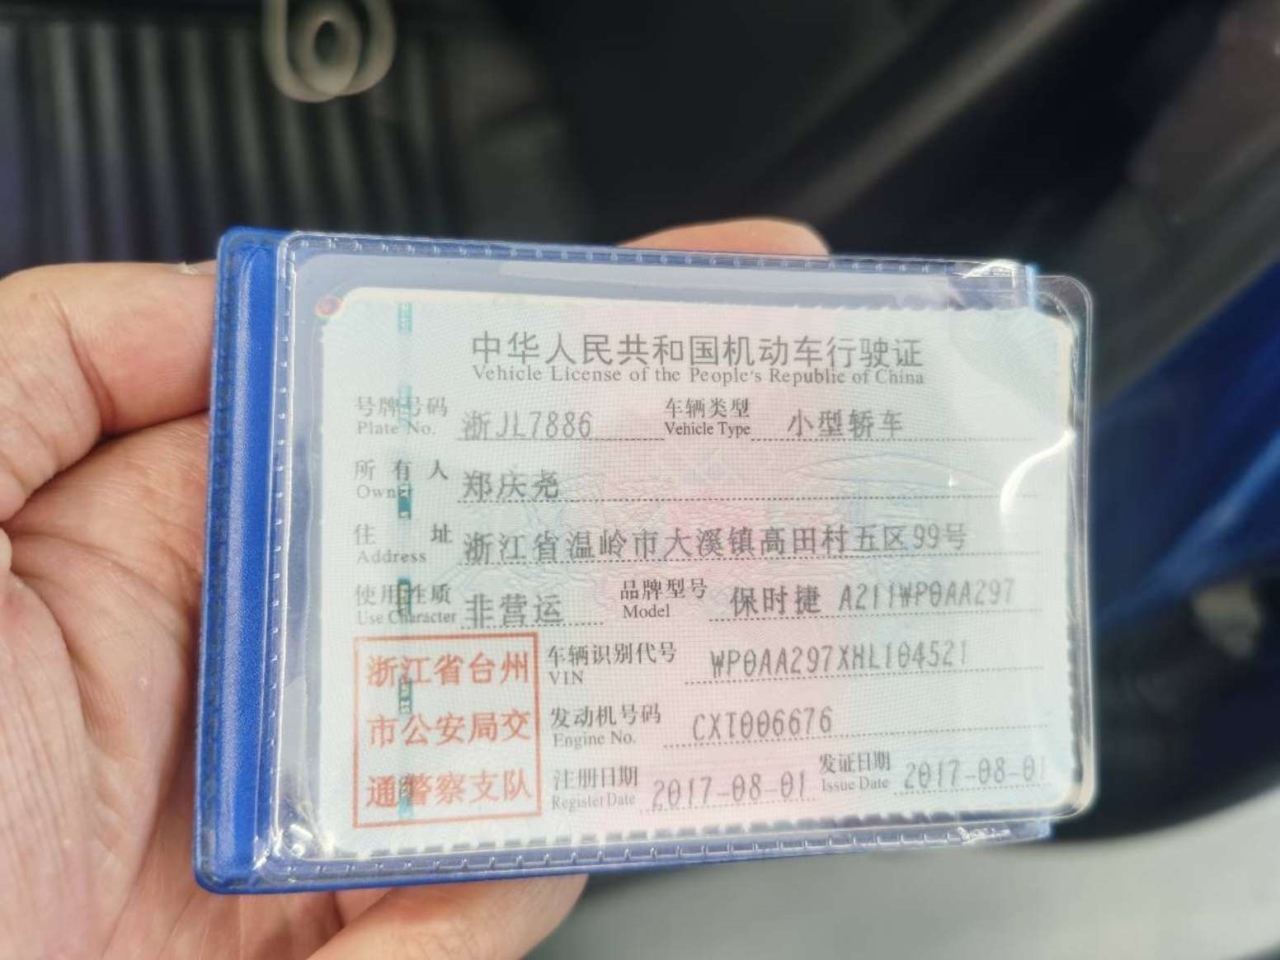 中华人民共和国机动车行驶证
Vehicle License of the People's Republic of China
号牌号码 浙JL7886 车辆类型 小型轿车
Plate No. Vehicle Type
所有人 郑庆尧
Owner
住址 浙江省温岭市大溪镇高田村五区99号
Address
使用性质 非营运 品牌型号 保时捷 A211WP0AA297
Use Character Model
浙江省台州
市公安局交
通警察支队
车辆识别代号 WP0AA297XHL104521
VIN
发动机号码 CXT006676
Engine No.
注册日期 2017-08-01 发证日期 2017-08-01
Register Date Issue Date